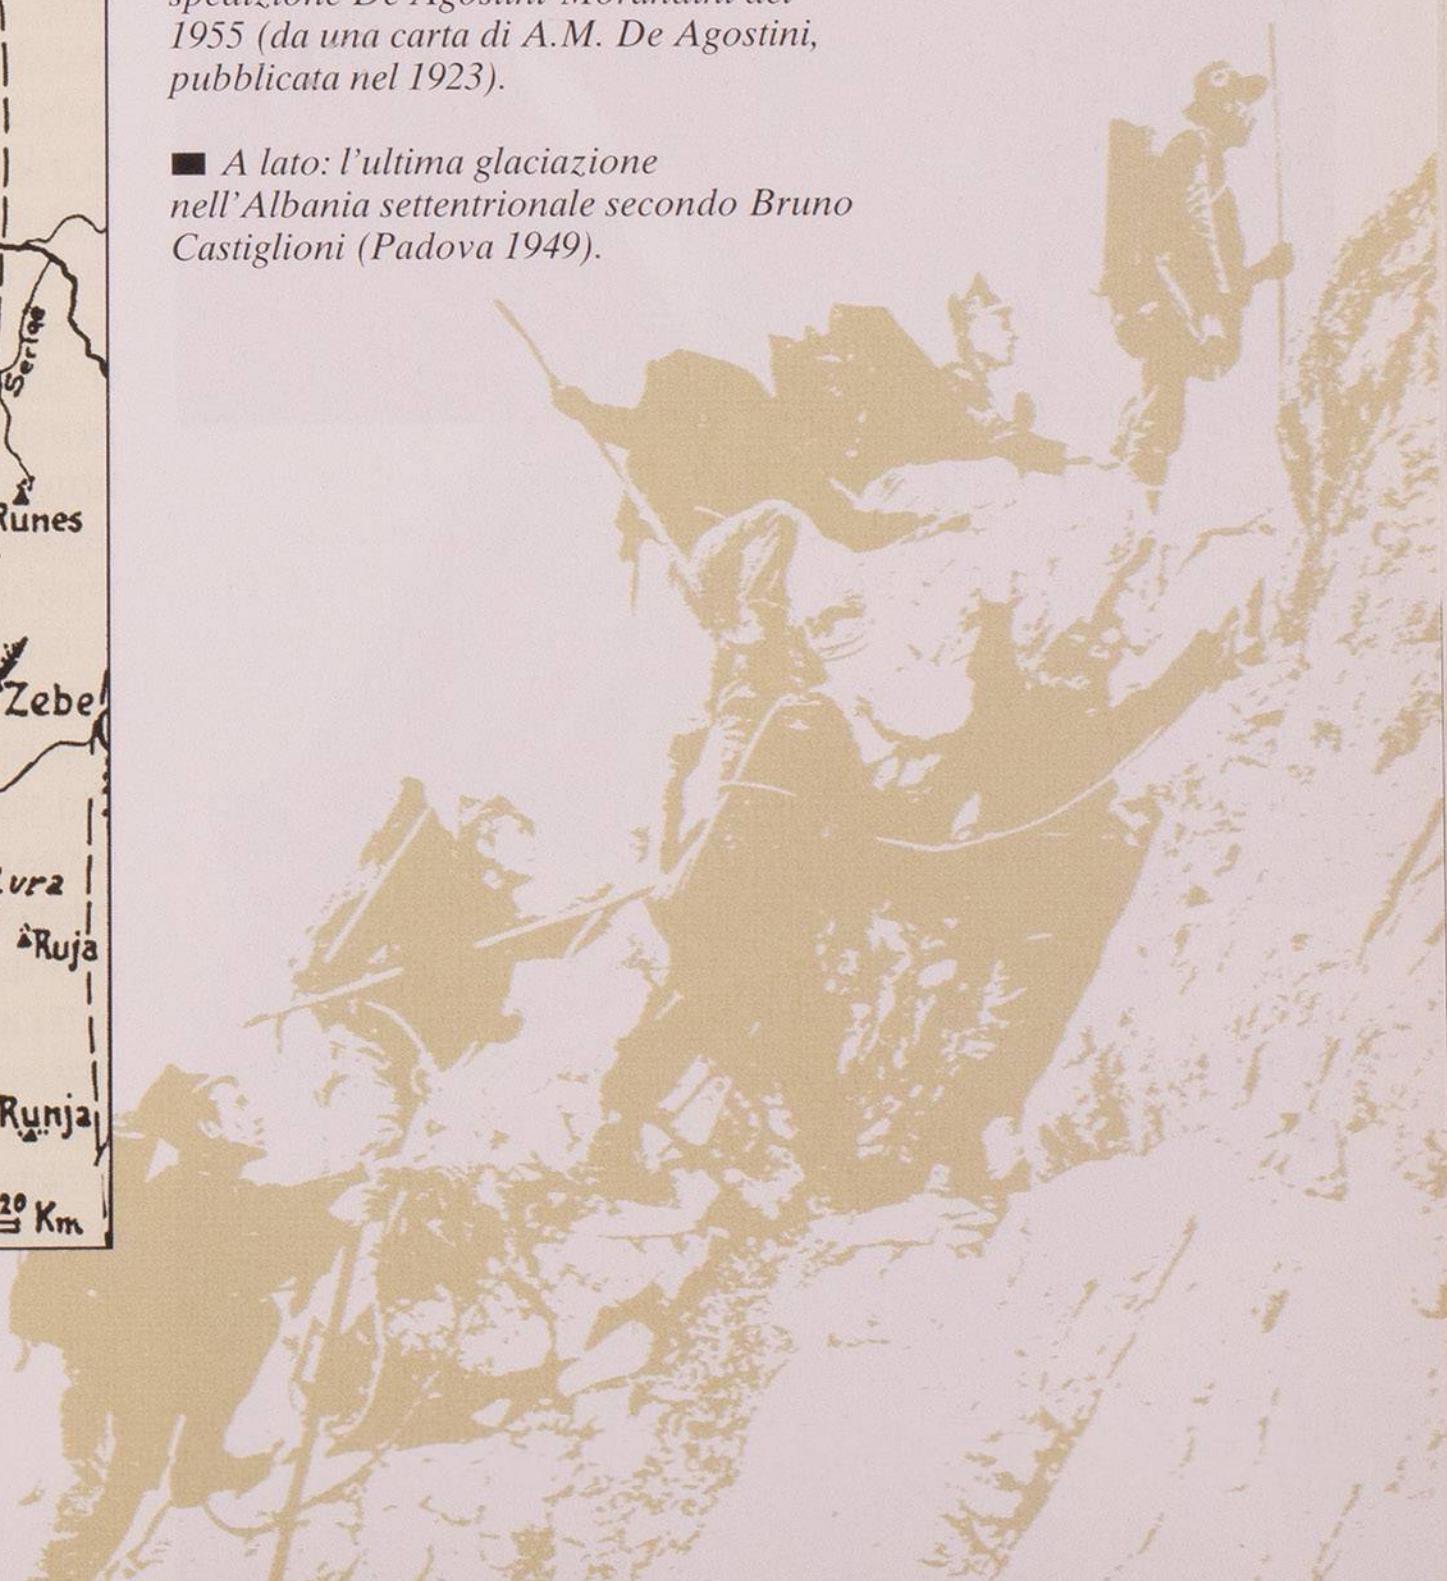 1955 (da una carta di A.M. De Agostini,
pubblicata nel 1923).
■ A lato: l'ultima glaciazione
nell'Albania settentrionale secondo Bruno
Castiglioni (Padova 1949).
Runes
Zebe
Ruja
Runja
20 Km